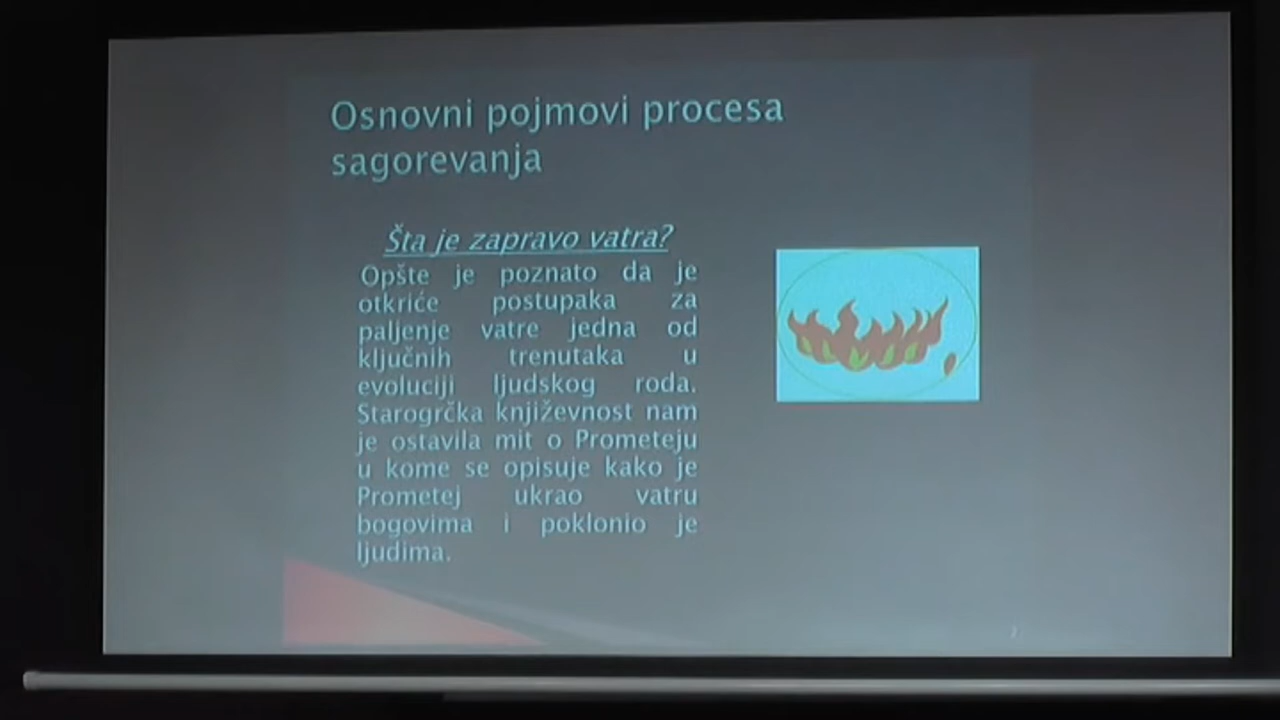 Osnovni pojmovi procesa
sagorevanja
Šta je zapravo vatra?
Opšte je poznato da je
otkriće postupaka za
paljenje vatre jedna od
ključnih trenutaka u
evoluciji ljudskog roda.
Starogrčka književnost nam
je ostavila mit o Prometeju
u kome se opisuje kako je
Prometej ukrao vatru
bogovima i poklonio je
ljudima.